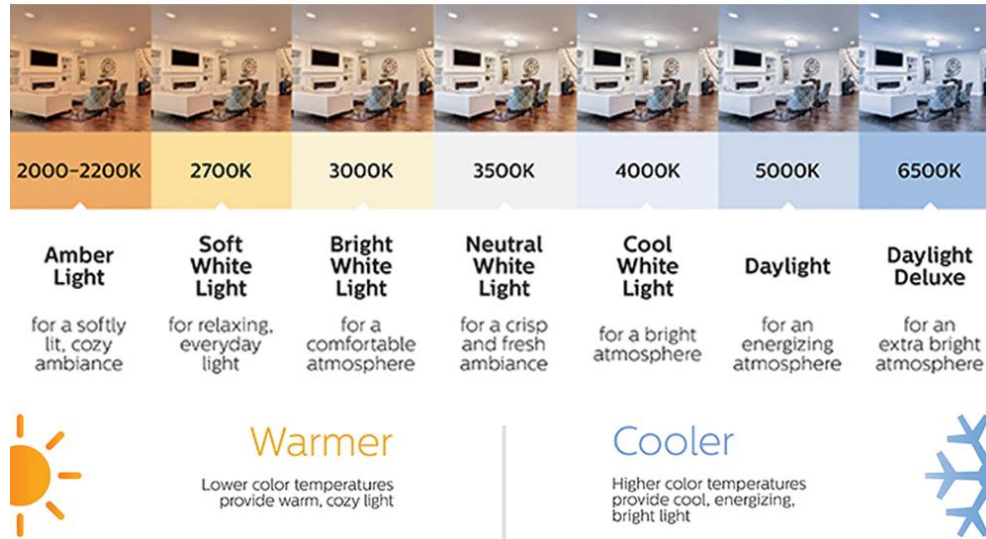 2000–2200K
2700K
3000K
3500K
4000K
5000K
6500K
Amber
Light
Soft
White
Light
Bright
White
Light
Neutral
White
Light
Cool
White
Light
Daylight
Daylight
Deluxe
for a softly
lit, cozy
ambiance
for relaxing,
everyday
light
for a
comfortable
atmosphere
for a crisp
and fresh
ambiance
for a bright
atmosphere
for an
energizing
atmosphere
for an
extra bright
atmosphere
Warmer
Lower color temperatures
provide warm, cozy light
Cooler
Higher color temperatures
provide cool, energizing,
bright light